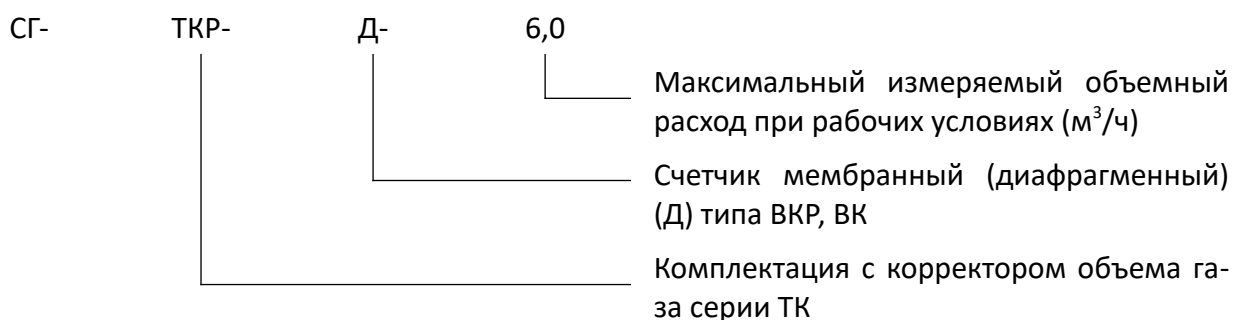 СГ- ТКР- Д- 6,0
Максимальный измеряемый объемный
расход при рабочих условиях (м³/ч)
Счетчик мембранный (диафрагменный)
(Д) типа ВКР, ВК
Комплектация с корректором объема га-
за серии ТК